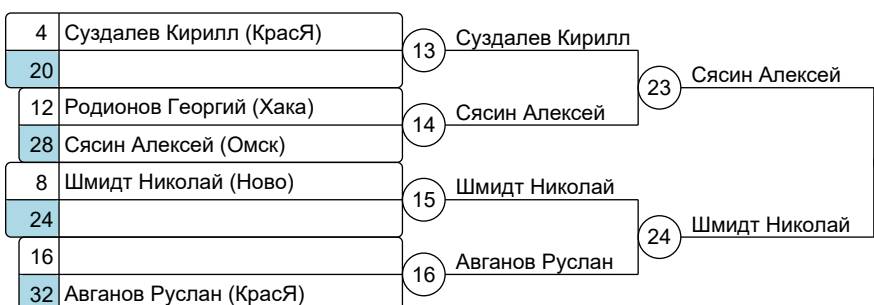 4 Суздалев Кирилл (КрасЯ)
20
12 Родионов Георгий (Хака)
28 Сясин Алексей (Омск)
8 Шмидт Николай (Ново)
24
16
32 Авганов Руслан (КрасЯ)
13 Суздалев Кирилл
14 Сясин Алексей
15 Шмидт Николай
16 Авганов Руслан
23 Сясин Алексей
24 Шмидт Николай